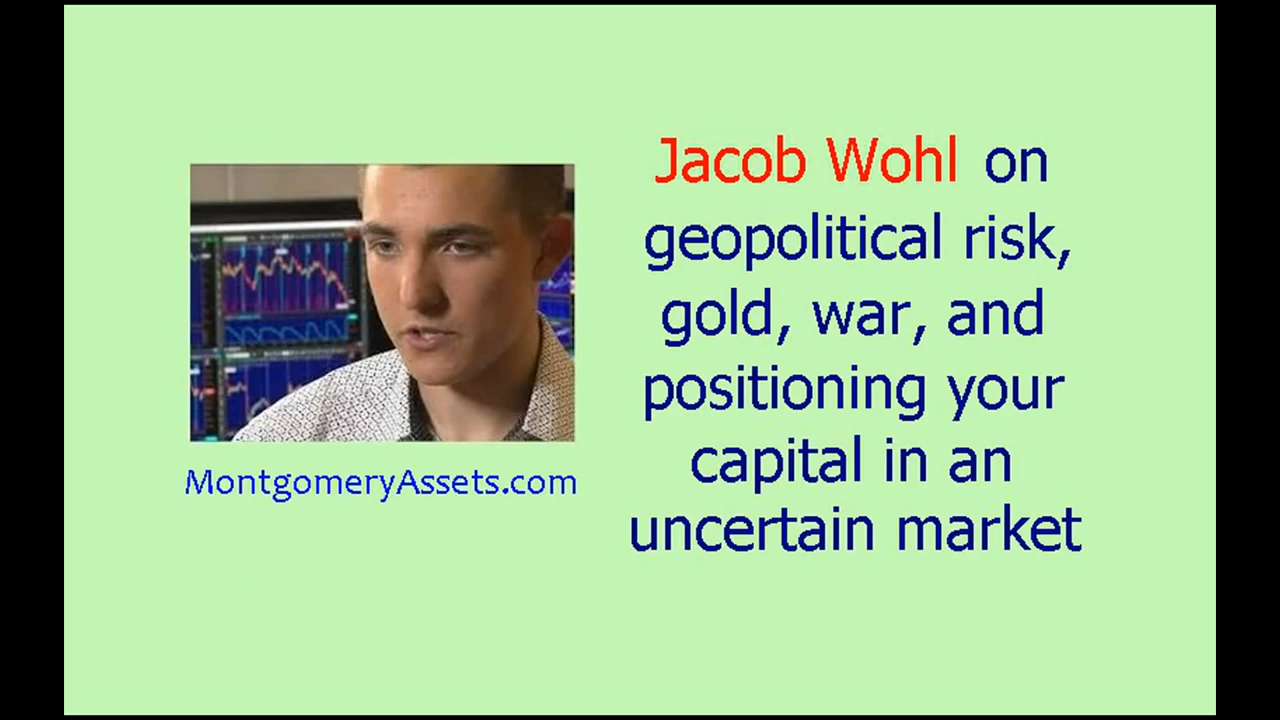 Jacob Wohl on
geopolitical risk,
gold, war, and
positioning your
capital in an
uncertain market
MontgomeryAssets.com